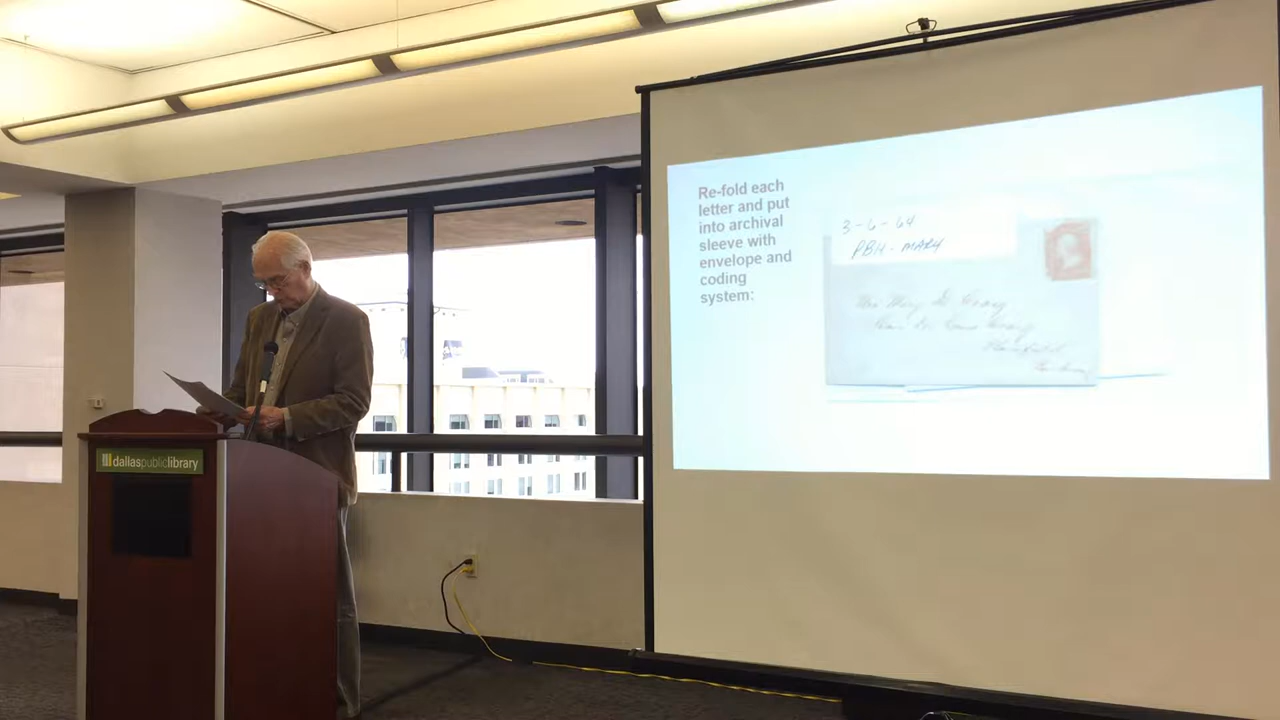 Re-fold each
letter and put
into archival
sleeve with
envelope and
coding
system:
3-6-64
PBH - MARY
dallaspubliclibrary